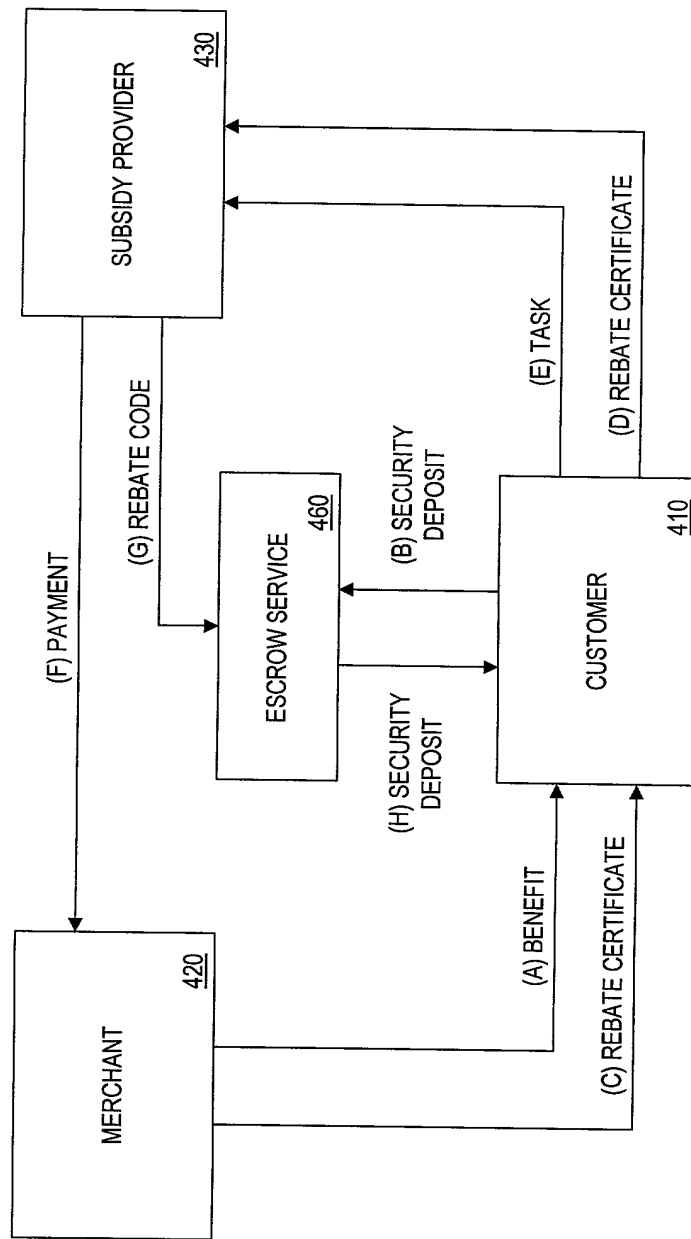 MERCHANT
420
SUBSIDY PROVIDER
430
(F) PAYMENT
(G) REBATE CODE
ESCROW SERVICE
460
(H) SECURITY
DEPOSIT
(B) SECURITY
DEPOSIT
CUSTOMER
410
(A) BENEFIT
(C) REBATE CERTIFICATE
(E) TASK
(D) REBATE CERTIFICATE